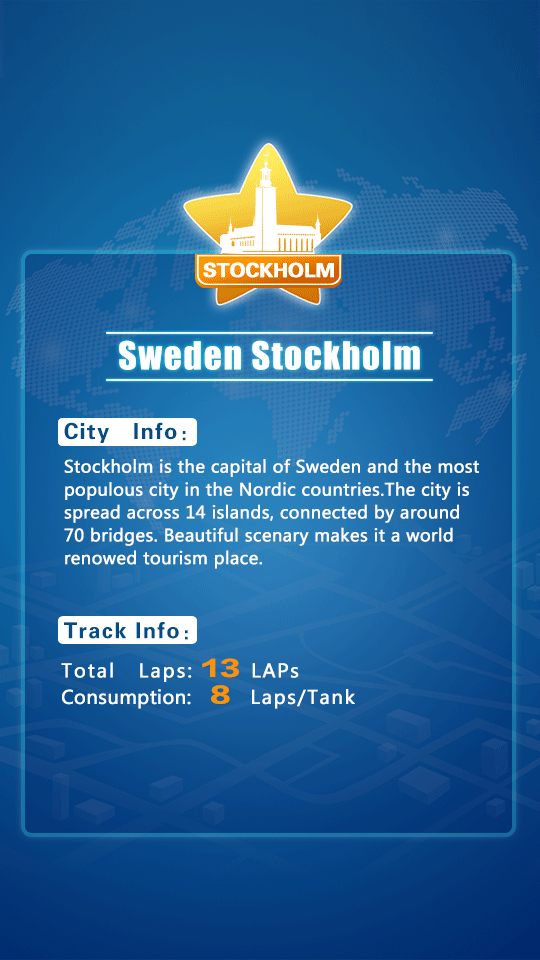 STOCKHOLM
Sweden Stockholm
City Info:
Stockholm is the capital of Sweden and the most
populous city in the Nordic countries.The city is
spread across 14 islands, connected by around
70 bridges. Beautiful scenary makes it a world
renowed tourism place.
Track Info:
Total Laps: 13 LAPs
Consumption: 8 Laps/Tank